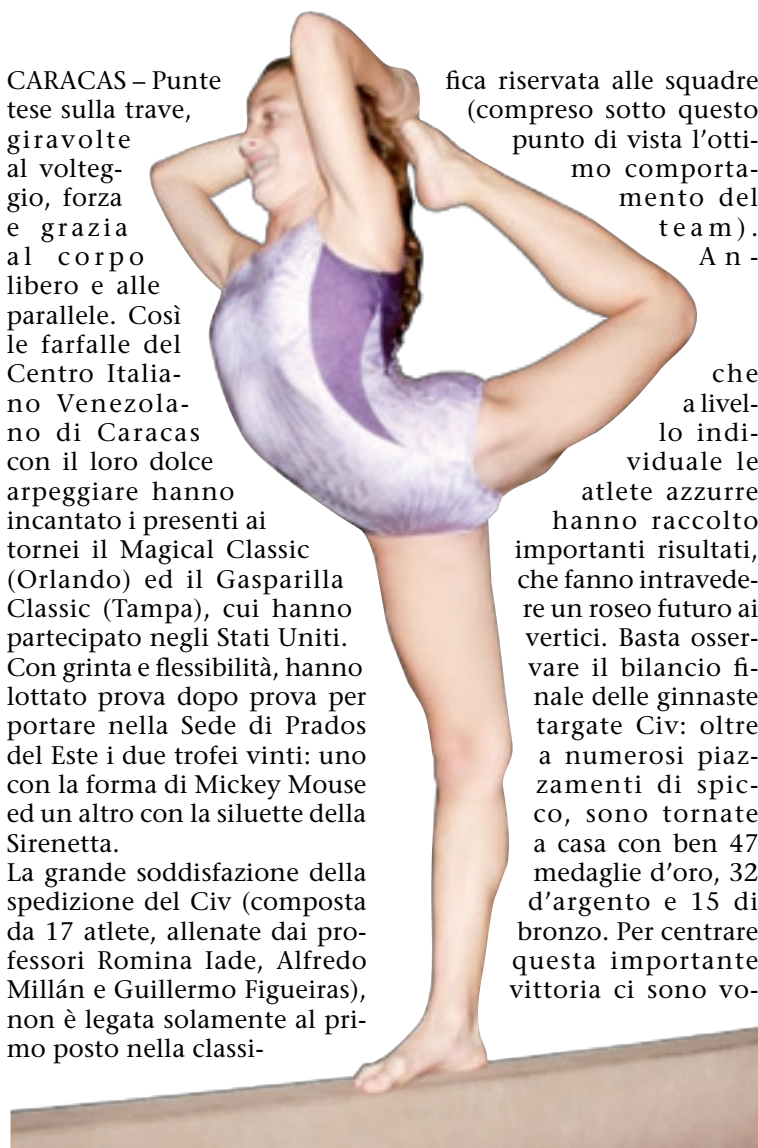 CARACAS – Punte
tese sulla trave,
giravolte
al volteg-
gio, forza
e grazia
al corpo
libero e alle
parallele. Così
le farfalle del
Centro Italia-
no Venezola-
no di Caracas
con il loro dolce
arpeggiare hanno
incantato i presenti ai
tornei il Magical Classic
(Orlando) ed il Gasparilla
Classic (Tampa), cui hanno
partecipato negli Stati Uniti.
Con grinta e flessibilità, hanno
lottato prova dopo prova per
portare nella Sede di Prados
del Este i due trofei vinti: uno
con la forma di Mickey Mouse
ed un altro con la siluette della
Sirenetta.
La grande soddisfazione della
spedizione del Civ (composta
da 17 atlete, allenate dai pro-
fessori Romina Iade, Alfredo
Millán e Guillermo Figueiras),
non è legata solamente al pri-
mo posto nella classi-
fica riservata alle squadre
(compreso sotto questo
punto di vista l'otti-
mo comporta-
mento del
team).
An-
che
a livel-
lo indi-
viduale le
atlete azzurre
hanno raccolto
importanti risultati,
che fanno intravede-
re un roseo futuro ai
vertici. Basta osser-
vare il bilancio fi-
nale delle ginnaste
targate Civ: oltre
a numerosi piaz-
zamenti di spic-
co, sono tornate
a casa con ben 47
medaglie d'oro, 32
d'argento e 15 di
bronzo. Per centrare
questa importante
vittoria ci sono vo-